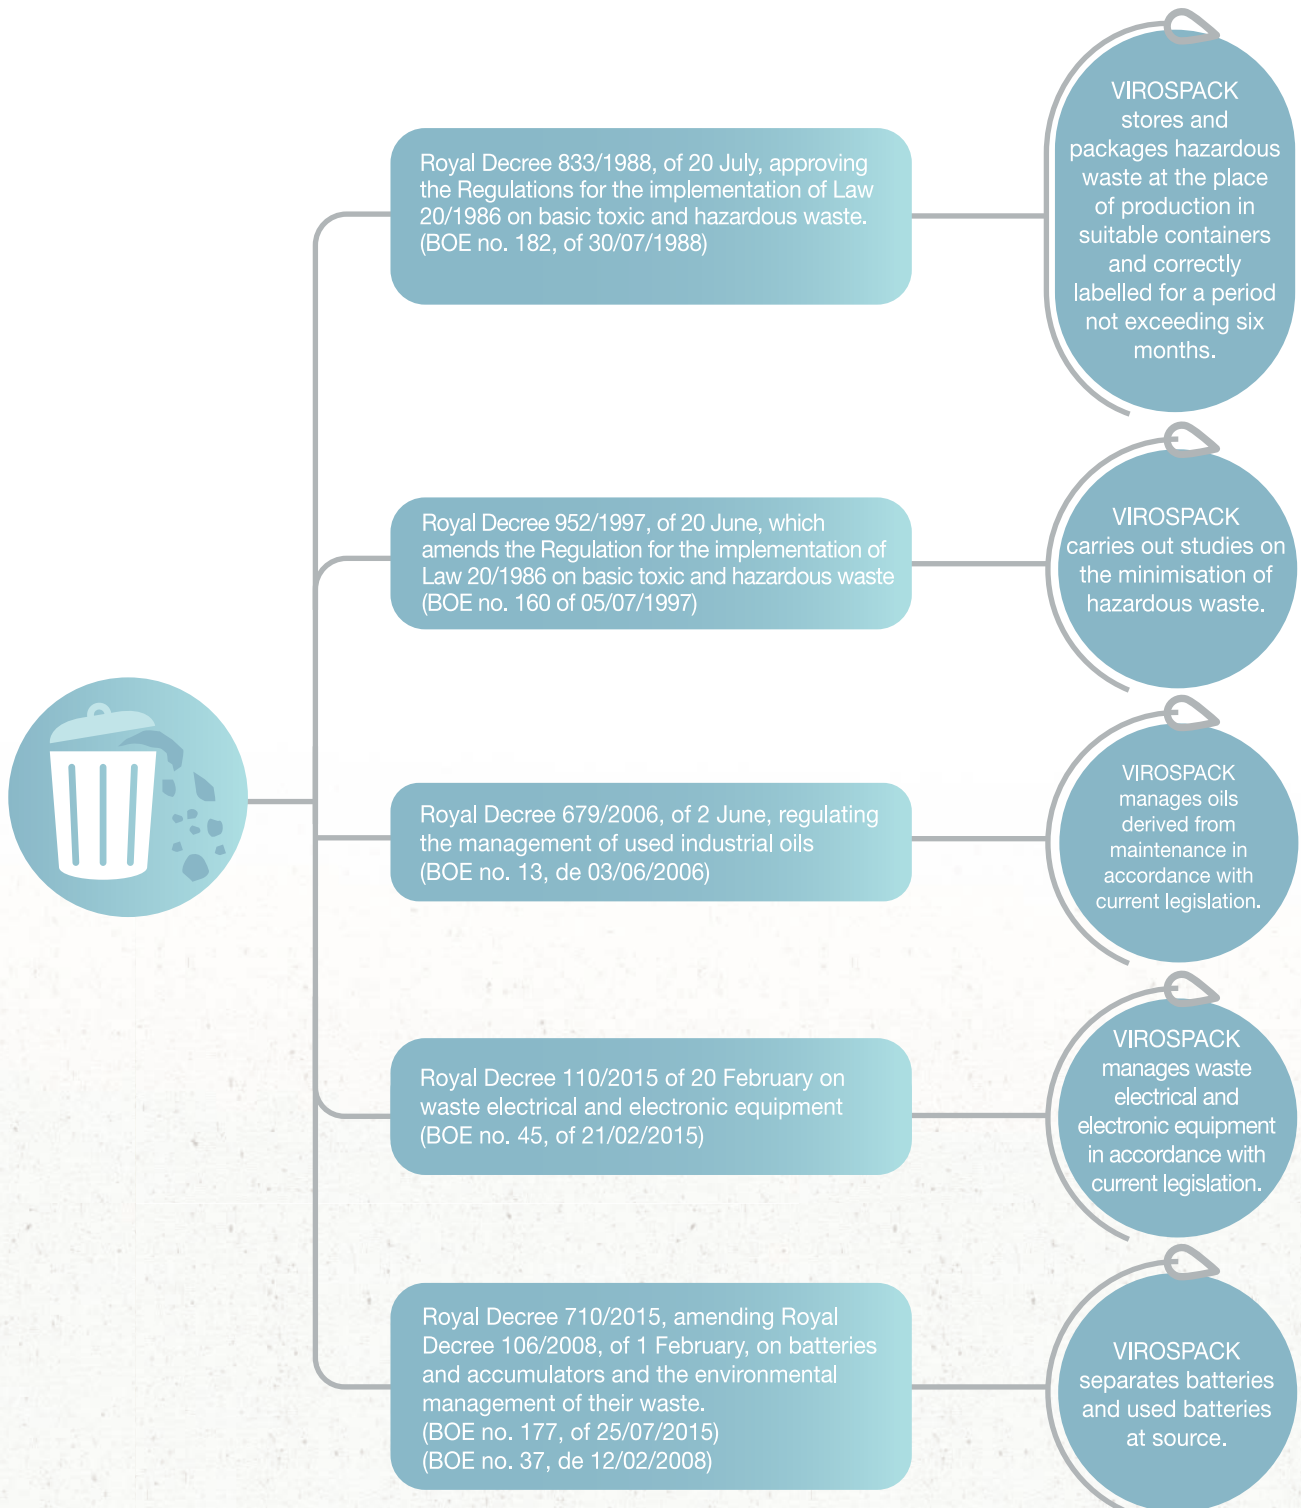 Royal Decree 833/1988, of 20 July, approving
the Regulations for the implementation of Law
20/1986 on basic toxic and hazardous waste.
(BOE no. 182, of 30/07/1988)
VIROSPACK
stores and
packages hazardous
waste at the place
of production in
suitable containers
and correctly
labelled for a period
not exceeding six
months.
Royal Decree 952/1997, of 20 June, which
amends the Regulation for the implementation of
Law 20/1986 on basic toxic and hazardous waste
(BOE no. 160 of 05/07/1997)
VIROSPACK
carries out studies on
the minimisation of
hazardous waste.
Royal Decree 679/2006, of 2 June, regulating
the management of used industrial oils
(BOE no. 13, de 03/06/2006)
VIROSPACK
manages oils
derived from
maintenance in
accordance with
current legislation.
Royal Decree 110/2015 of 20 February on
waste electrical and electronic equipment
(BOE no. 45, of 21/02/2015)
VIROSPACK
manages waste
electrical and
electronic equipment
in accordance with
current legislation.
Royal Decree 710/2015, amending Royal
Decree 106/2008, of 1 February, on batteries
and accumulators and the environmental
management of their waste.
(BOE no. 177, of 25/07/2015)
(BOE no. 37, de 12/02/2008)
VIROSPACK
separates batteries
and used batteries
at source.